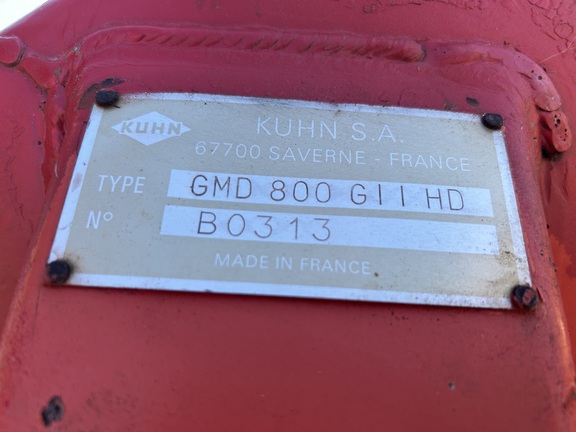 KUHN
KUHN S.A.
67700 SAVERNE - FRANCE
TYPE GMD 800 GII HD
N° B0313
MADE IN FRANCE